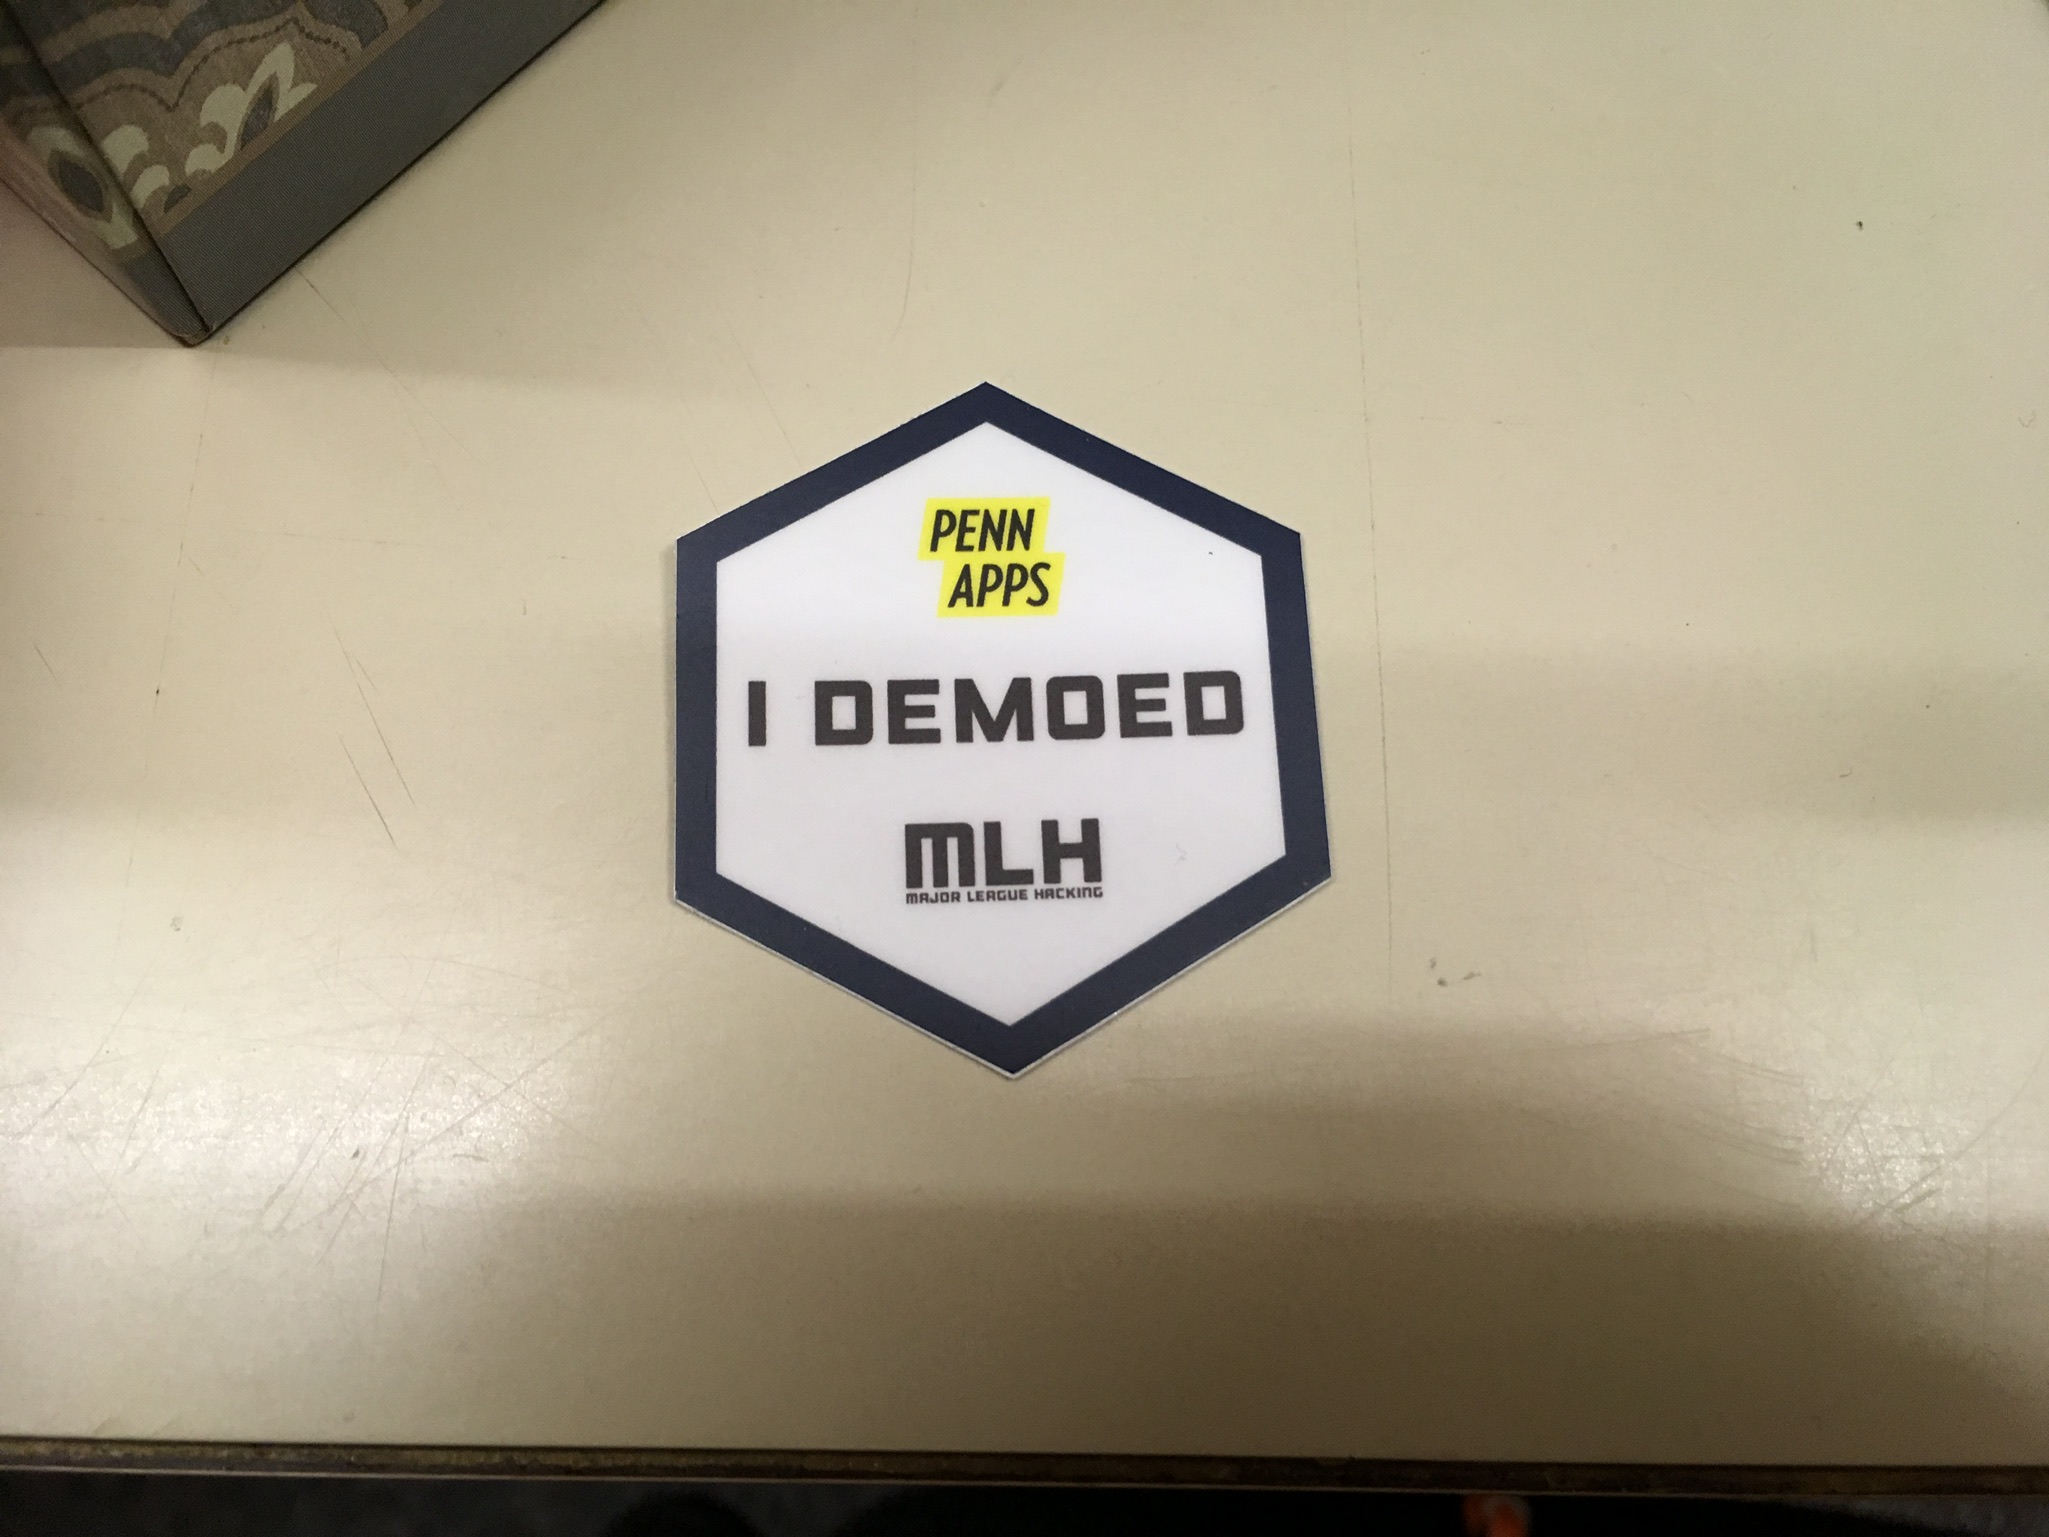 PENN
APPS
I DEMOED
MLH
MAJOR LEAGUE HACKING